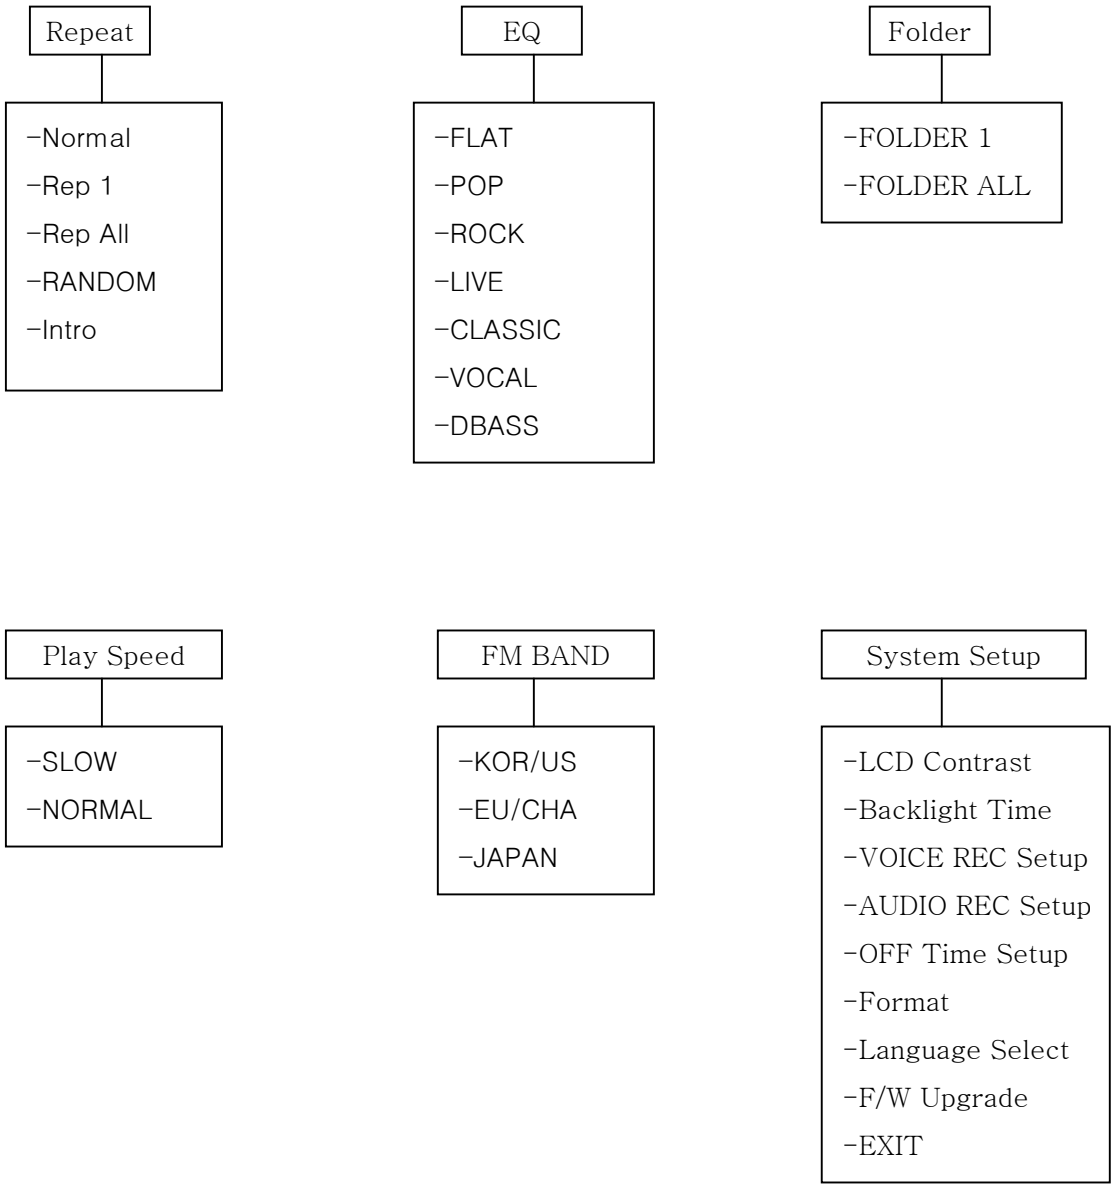 Repeat
-Normal
-Rep 1
-Rep All
-RANDOM
-Intro
EQ
-FLAT
-POP
-ROCK
-LIVE
-CLASSIC
-VOCAL
-DBASS
Folder
-FOLDER 1
-FOLDER ALL
Play Speed
-SLOW
-NORMAL
FM BAND
-KOR/US
-EU/CHA
-JAPAN
System Setup
-LCD Contrast
-Backlight Time
-VOICE REC Setup
-AUDIO REC Setup
-OFF Time Setup
-Format
-Language Select
-F/W Upgrade
-EXIT